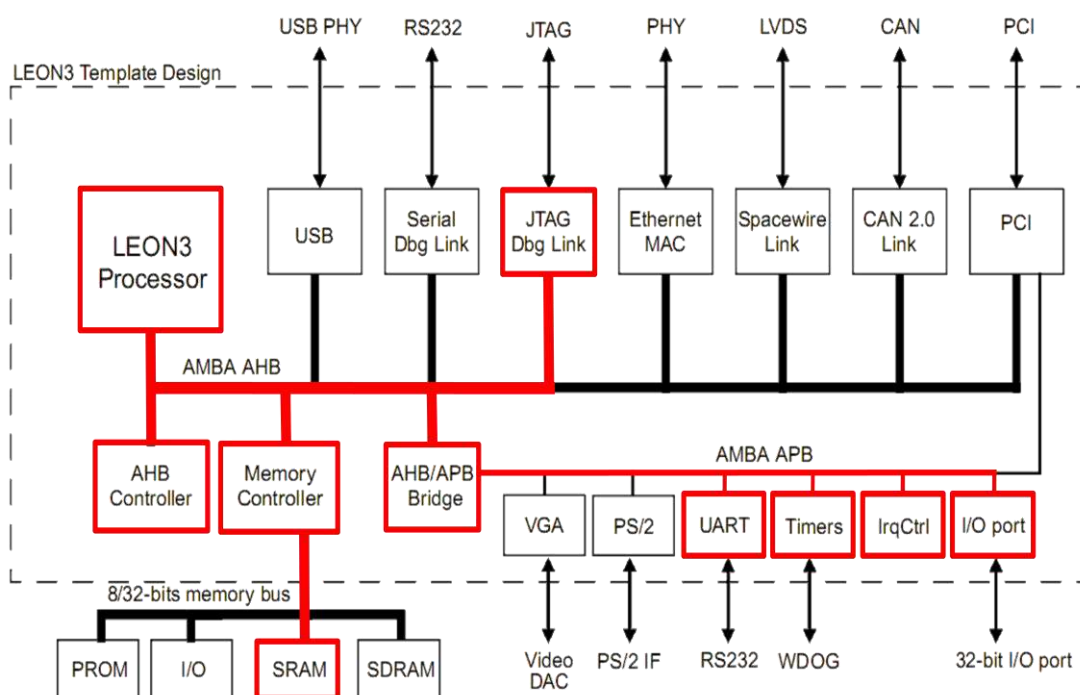 USB PHY
RS232
JTAG
PHY
LVDS
CAN
PCI
LEON3 Template Design
LEON3
Processor
USB
Serial
Dbg Link
JTAG
Dbg Link
Ethernet
MAC
Spacewire
Link
CAN 2.0
Link
PCI
AMBA AHB
AHB
Controller
Memory
Controller
AHB/APB
Bridge
AMBA APB
VGA
PS/2
UART
Timers
IrqCtrl
I/O port
8/32-bits memory bus
PROM
I/O
SRAM
SDRAM
Video
DAC
PS/2 IF
RS232
WDOG
32-bit I/O port